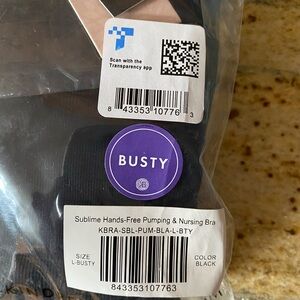 Scan with the
Transparency app
8 43353 10776 3
BUSTY
Sublime Hands-Free Pumping & Nursing Bra
KBRA-SBL-PUM-BLA-L-BTY
SIZE
L-BUSTY
COLOR
BLACK
843353107763